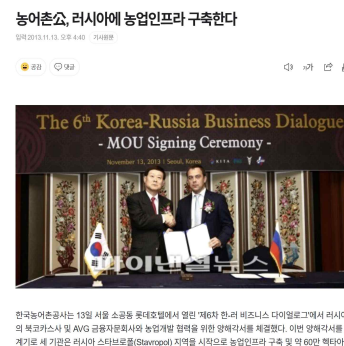 농어촌公, 러시아에 농업인프라 구축한다
입력 2013.11.13. 오후 4:40 기사원문
공감 댓글 가
The 6th Korea-Russia Business Dialogue
- MOU Signing Ceremony -
November 13, 2013 | Seoul, Korea
파이낸셜뉴스
한국농어촌공사는 13일 서울 소공동 롯데호텔에서 열린 '제6차 한-러 비즈니스 다이얼로그'에서 러시아
의 북코카스사 및 AVG 금융자문회사와 농업개발 협력을 위한 양해각서를 체결했다. 이번 양해각서를
계기로 세 기관은 러시아 스타브로폴(Stavropol) 지역을 시작으로 농업인프라 구축 및 약 60만 헥타아